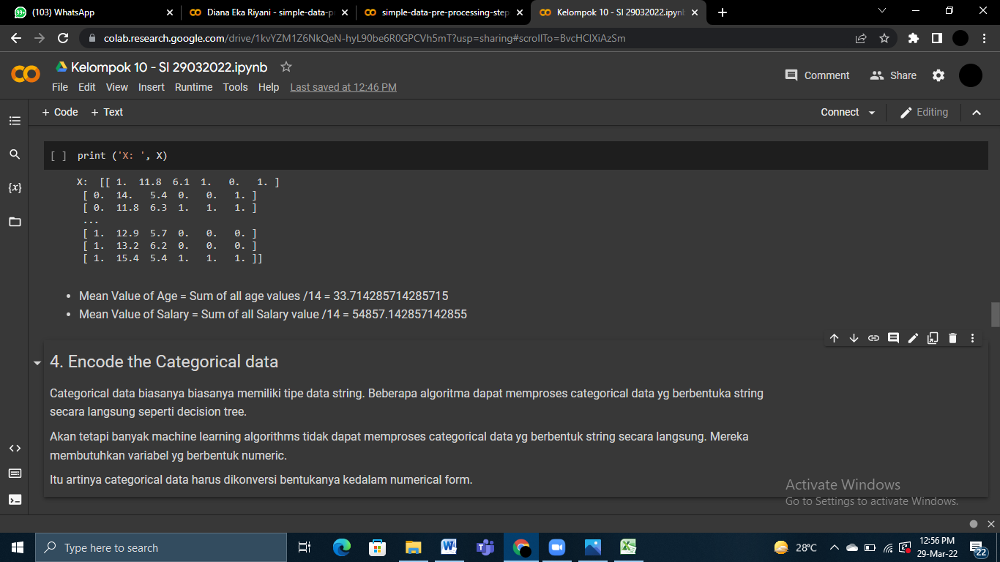 (103) WhatsApp
Diana Eka Riyani - simple-data-p
simple-data-pre-processing-step
Kelompok 10 - SI 29032022.ipyn
colab.research.google.com/drive/1kvYZM1Z6NkQeN-hyL90be6R0GPCVh5mT?usp=sharing#scrollTo=BvcHClXiAzSm
Kelompok 10 - SI 29032022.ipynb
Comment Share
File Edit View Insert Runtime Tools Help Last saved at 12:46 PM
+ Code + Text Connect Editing
[ ] print ('X: ', X)
{x}
X: [[ 1. 11.8 6.1 1. 0. 1. ]
[ 0. 14. 5.4 0. 0. 1. ]
[ 0. 11.8 6.3 1. 1. 1. ]
...
[ 1. 12.9 5.7 0. 0. 0. ]
[ 1. 13.2 6.2 0. 0. 0. ]
[ 1. 15.4 5.4 1. 1. 1. ]]
• Mean Value of Age = Sum of all age values /14 = 33.714285714285715
• Mean Value of Salary = Sum of all Salary value /14 = 54857.142857142855
4. Encode the Categorical data
Categorical data biasanya biasanya memiliki tipe data string. Beberapa algoritma dapat memproses categorical data yg berbentuka string
secara langsung seperti decision tree.
Akan tetapi banyak machine learning algorithms tidak dapat memproses categorical data yg berbentuk string secara langsung. Mereka
membutuhkan variabel yg berbentuk numeric.
Itu artinya categorical data harus dikonversi bentukanya kedalam numerical form.
Activate Windows
Go to Settings to activate Windows.
Type here to search
28°C
12:56 PM
29-Mar-22
22